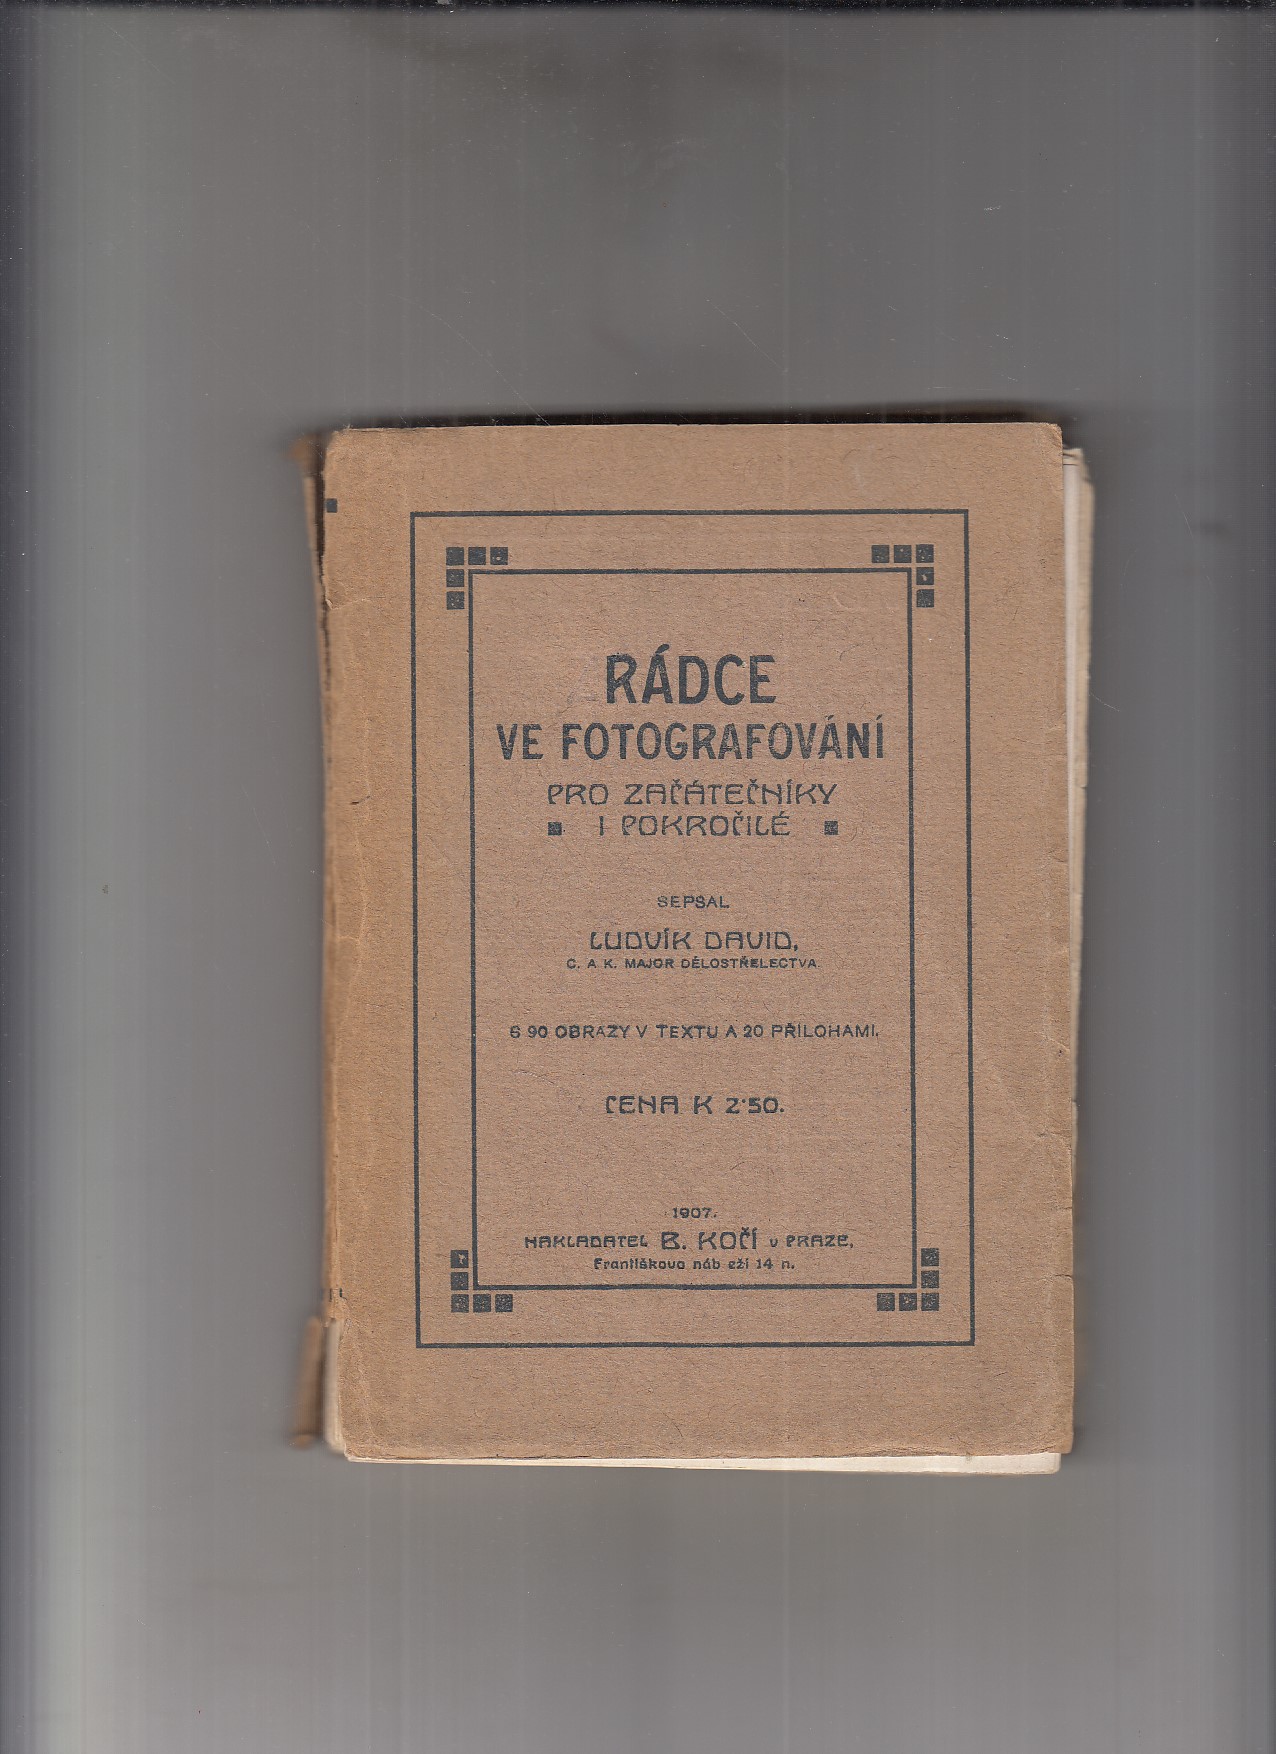 RÁDCE
VE FOTOGRAFOVÁNÍ
PRO ZAČÁTEČNÍKY
I POKROČILÉ
SEPSAL
LUDVÍK DAVID,
C. A K. MAJOR DĚLOSTŘELECTVA.
S 90 OBRAZY V TEXTU A 20 PŘÍLOHAMI.
CENA K 2·50.
1907.
NAKLADATEL B. KOČÍ v PRAZE,
Františkovo náb eží 14 n.